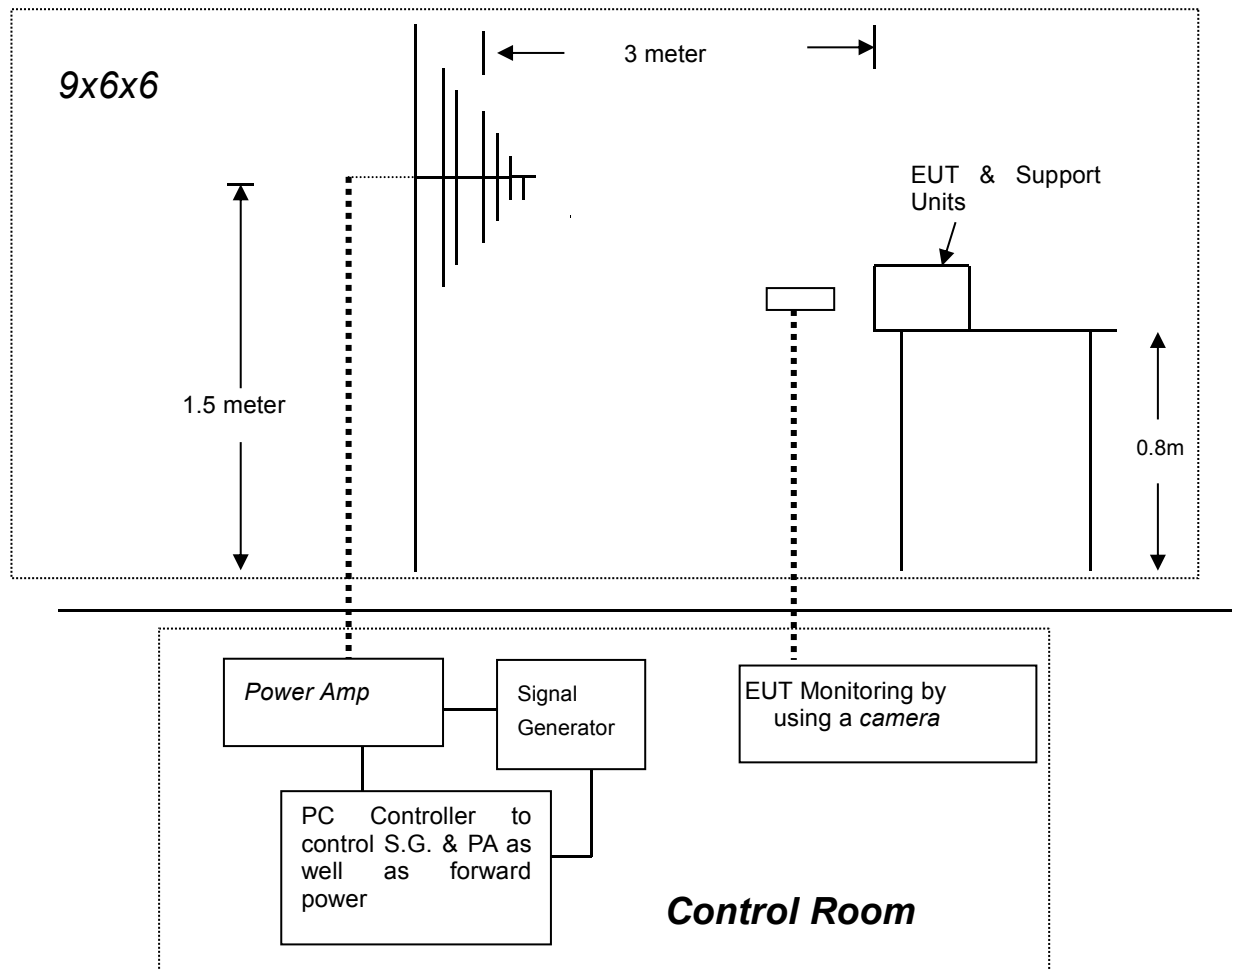 3 meter
9x6x6
EUT & Support
Units
1.5 meter
0.8m
Power Amp
Signal
Generator
EUT Monitoring by
using a camera
PC Controller to
control S.G. & PA as
well as forward
power
Control Room